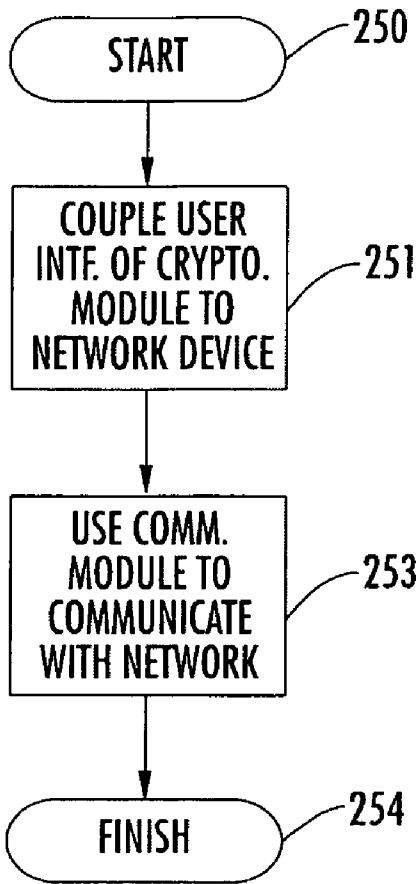 START
250
COUPLE USER
INTF. OF CRYPTO.
MODULE TO
NETWORK DEVICE
251
USE COMM.
MODULE TO
COMMUNICATE
WITH NETWORK
253
FINISH
254